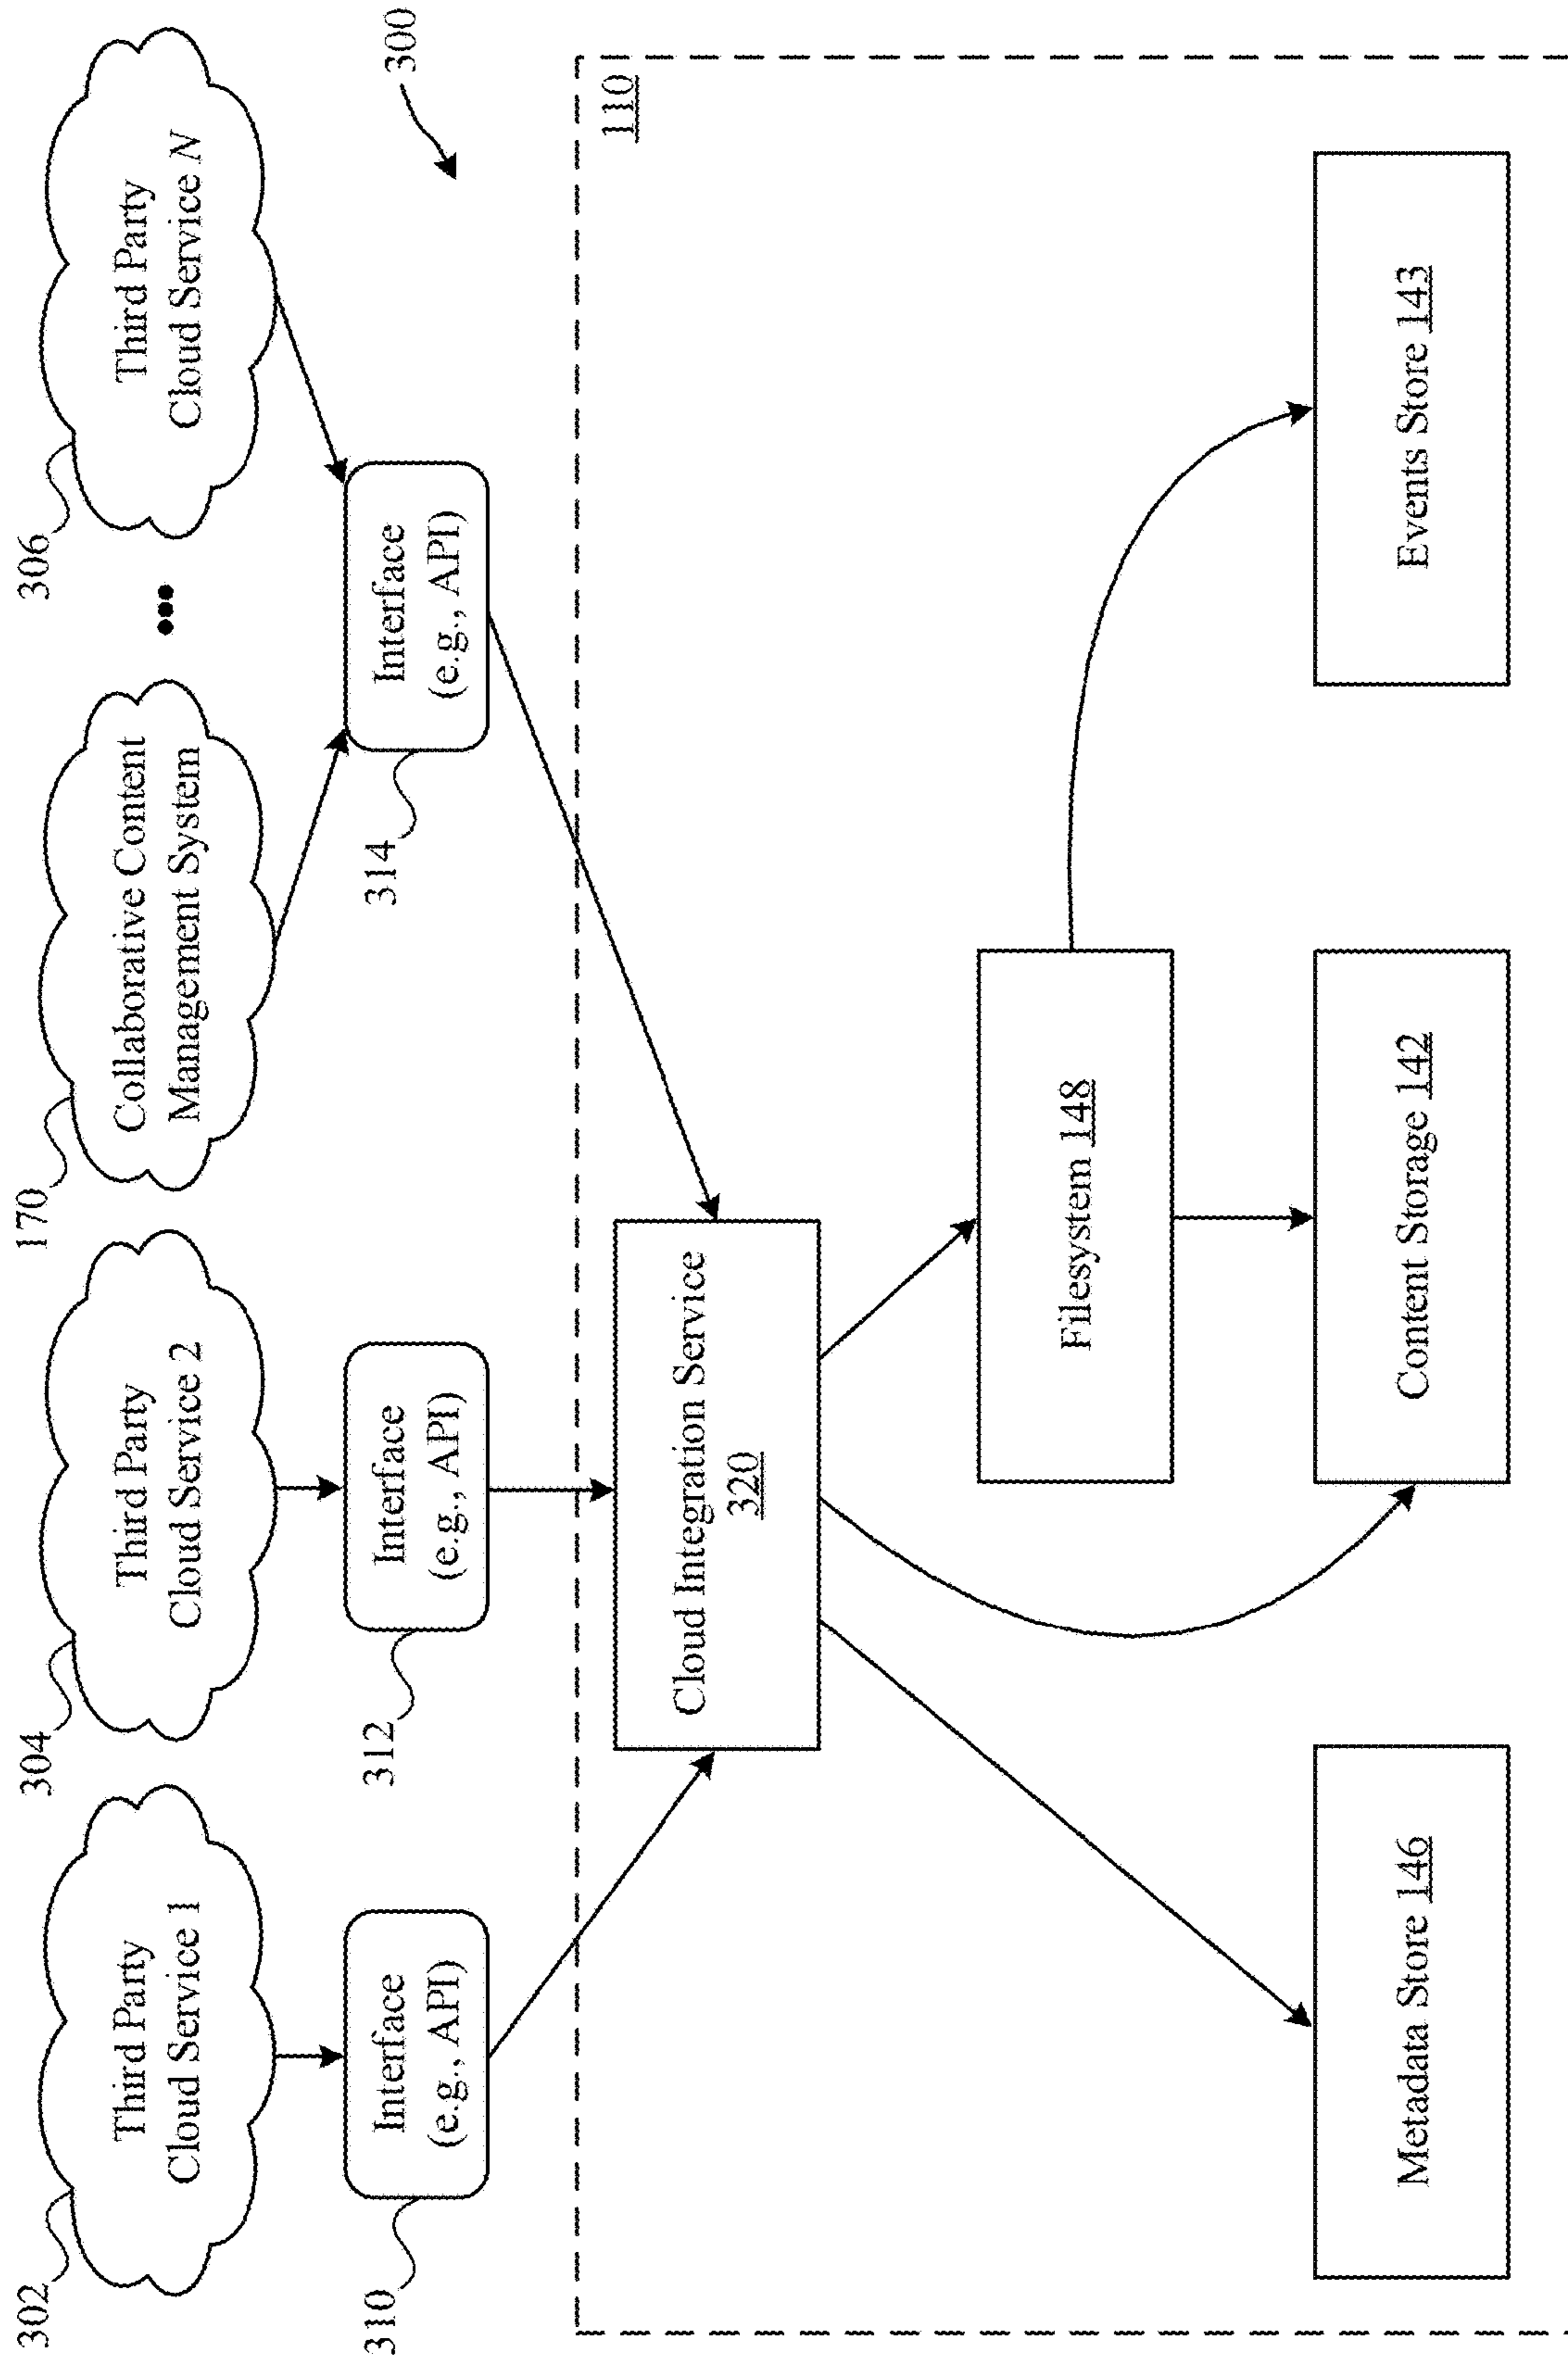 302
Third Party
Cloud Service 1
304
Third Party
Cloud Service 2
170
Collaborative Content
Management System
•••
306
Third Party
Cloud Service N
310
Interface
(e.g., API)
312
Interface
(e.g., API)
314
Interface
(e.g., API)
300
110
Cloud Integration Service
320
Filesystem 148
Metadata Store 146
Content Storage 142
Events Store 143